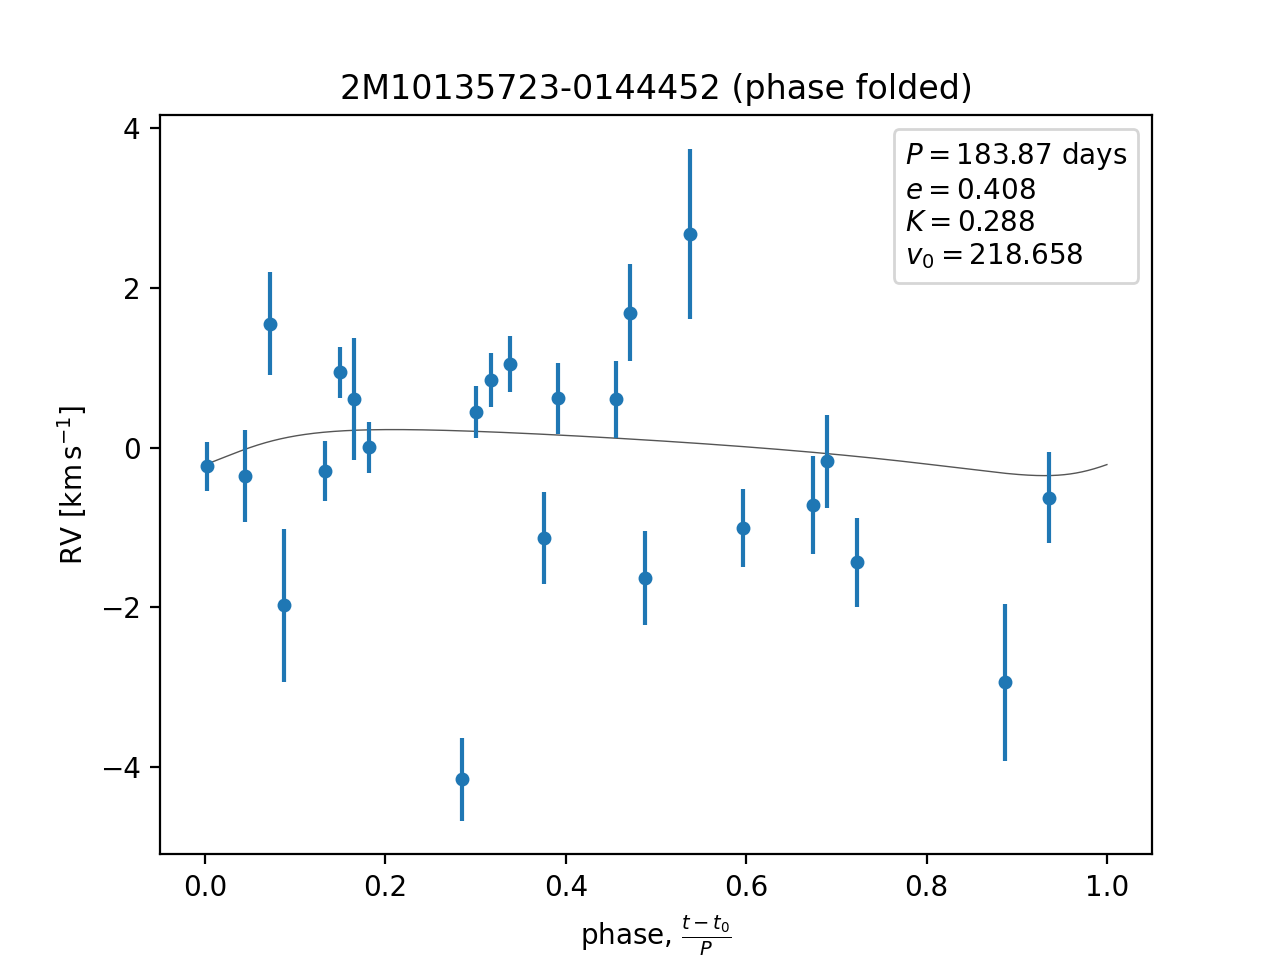 2M10135723-0144452 (phase folded)
P = 183.87 days
e = 0.408
K = 0.288
v₀ = 218.658
4
2
0
−2
−4
RV [km s⁻¹]
0.0 0.2 0.4 0.6 0.8 1.0
phase, (t − t₀)/P